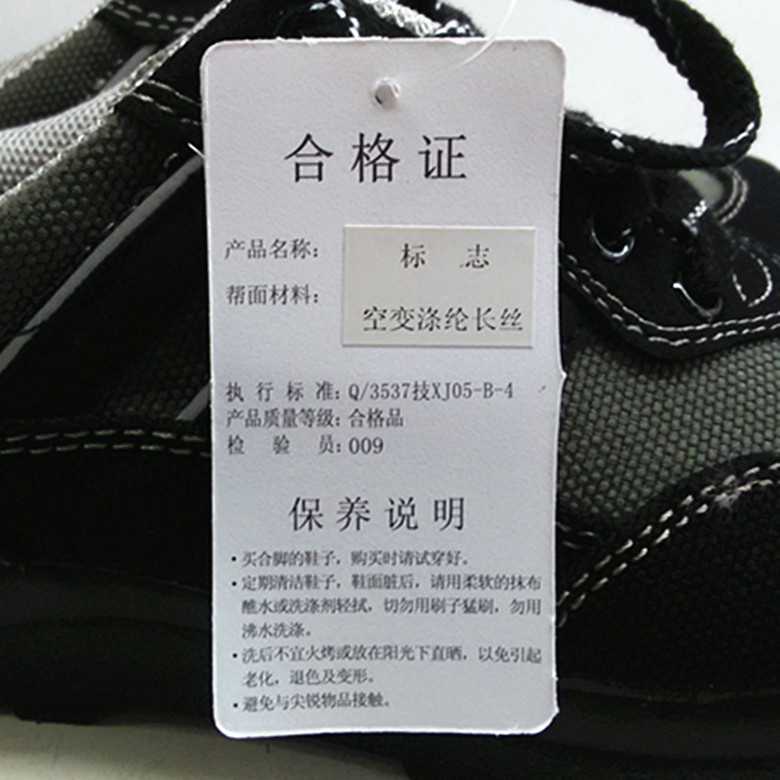 合格证
产品名称： 标 志
帮面材料： 空变涤纶长丝
执行标准：Q/3537技XJ05-B-4
产品质量等级：合格品
检 验 员：009
保养说明
·买合脚的鞋子，购买时请试穿好。
·定期清洁鞋子，鞋面脏后，请用柔软的抹布
蘸水或洗涤剂轻拭，切勿用刷子猛刷，勿用
沸水洗涤。
·洗后不宜火烤或放在阳光下直晒，以免引起
老化，退色及变形。
·避免与尖锐物品接触。